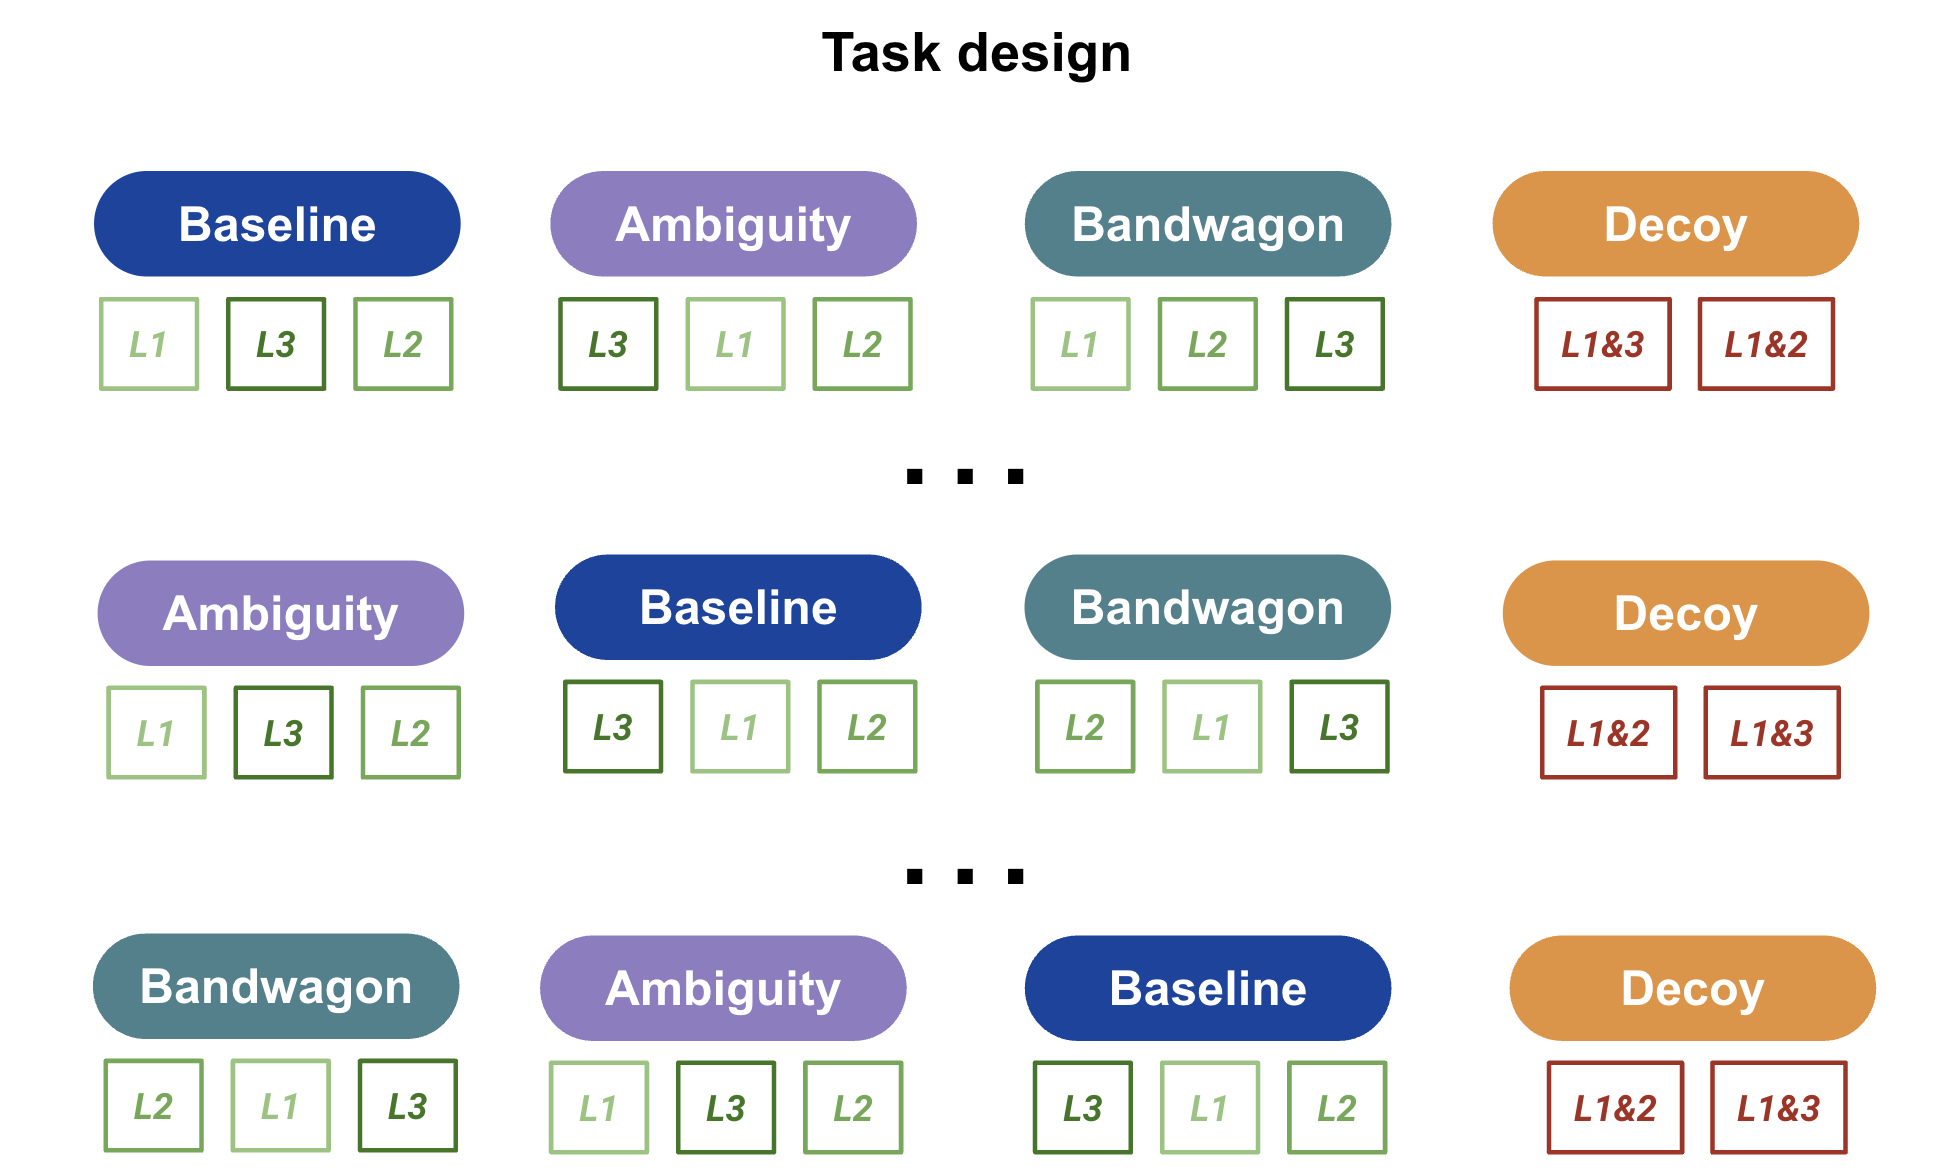 Task design
Baseline Ambiguity Bandwagon Decoy
L1 L3 L2 L3 L1 L2 L1 L2 L3 L1&3 L1&2
...
Ambiguity Baseline Bandwagon Decoy
L1 L3 L2 L3 L1 L2 L2 L1 L3 L1&2 L1&3
...
Bandwagon Ambiguity Baseline Decoy
L2 L1 L3 L1 L3 L2 L3 L1 L2 L1&2 L1&3